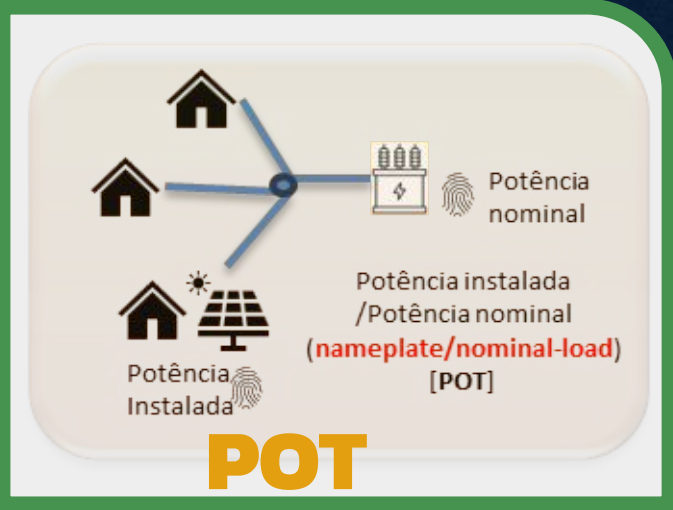 Potência
nominal
Potência instalada
/Potência nominal
(nameplate/nominal-load)
[POT]
Potência
Instalada
POT